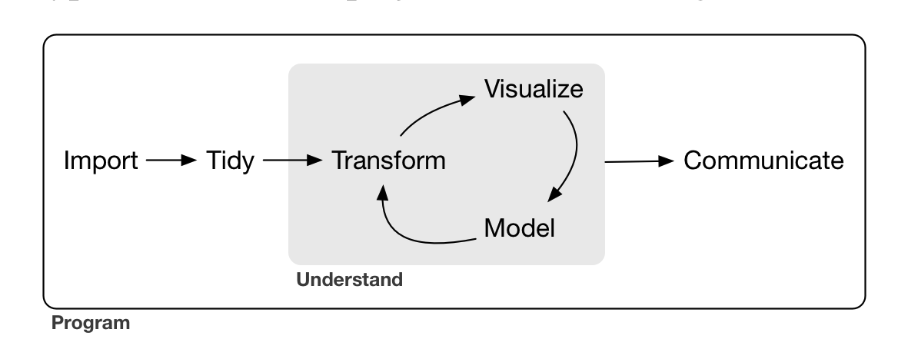 Visualize
Import
Tidy
Transform
Communicate
Model
Understand
Program